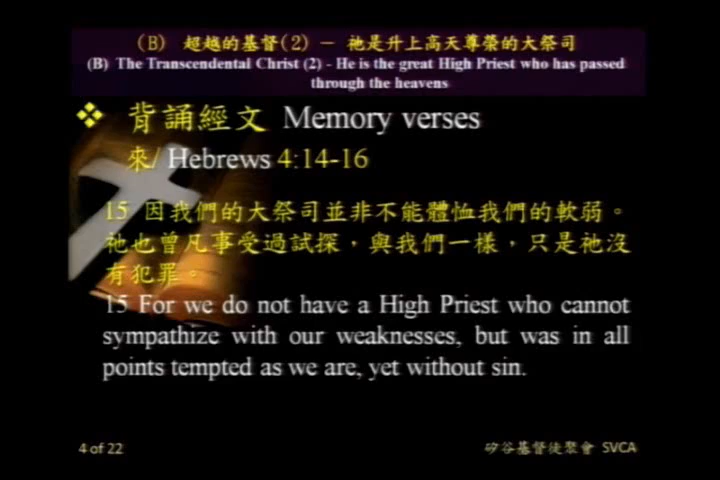 (B) 超越的基督(2) － 祂是升上高天尊榮的大祭司
(B) The Transcendental Christ (2) - He is the great High Priest who has passed
through the heavens
❖ 背誦經文 Memory verses
來/ Hebrews 4:14-16
15 因我們的大祭司並非不能體恤我們的軟弱。
祂也曾凡事受過試探，與我們一樣，只是祂沒
有犯罪。
15 For we do not have a High Priest who cannot
sympathize with our weaknesses, but was in all
points tempted as we are, yet without sin.
4 of 22
矽谷基督徒聚會 SVCA